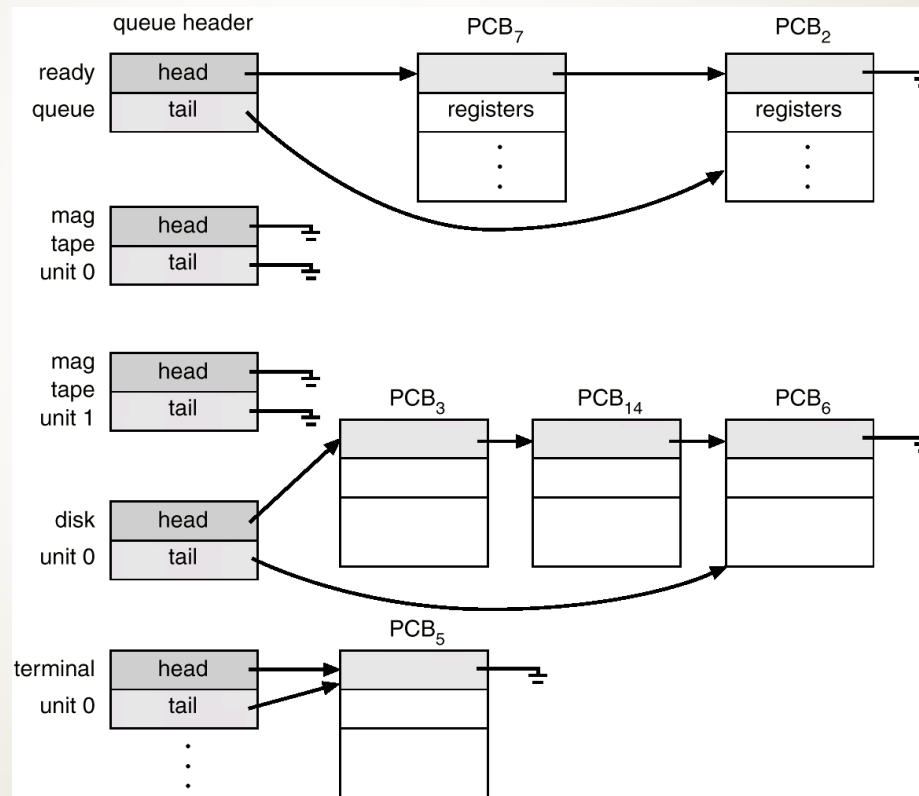 queue header
PCB7
PCB2
ready
head
queue
tail
registers
registers
mag
tape
unit 0
head
tail
mag
tape
unit 1
head
tail
PCB3
PCB14
PCB6
disk
head
unit 0
tail
PCB5
terminal
head
unit 0
tail